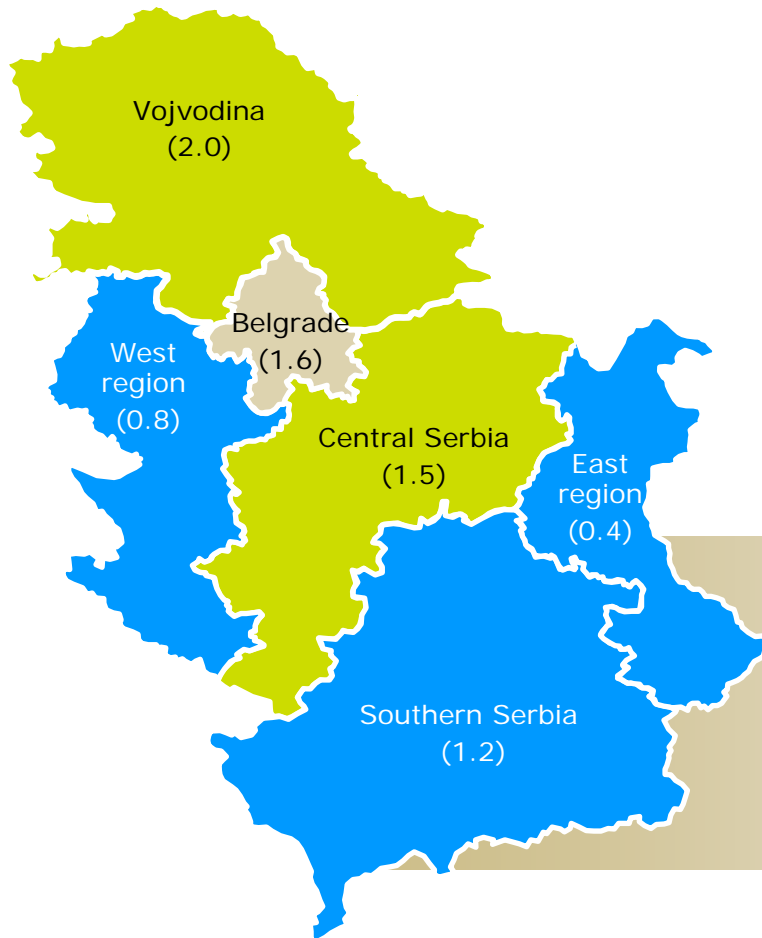 Vojvodina
(2.0)
Belgrade
(1.6)
West
region
(0.8)
Central Serbia
(1.5)
East
region
(0.4)
Southern Serbia
(1.2)